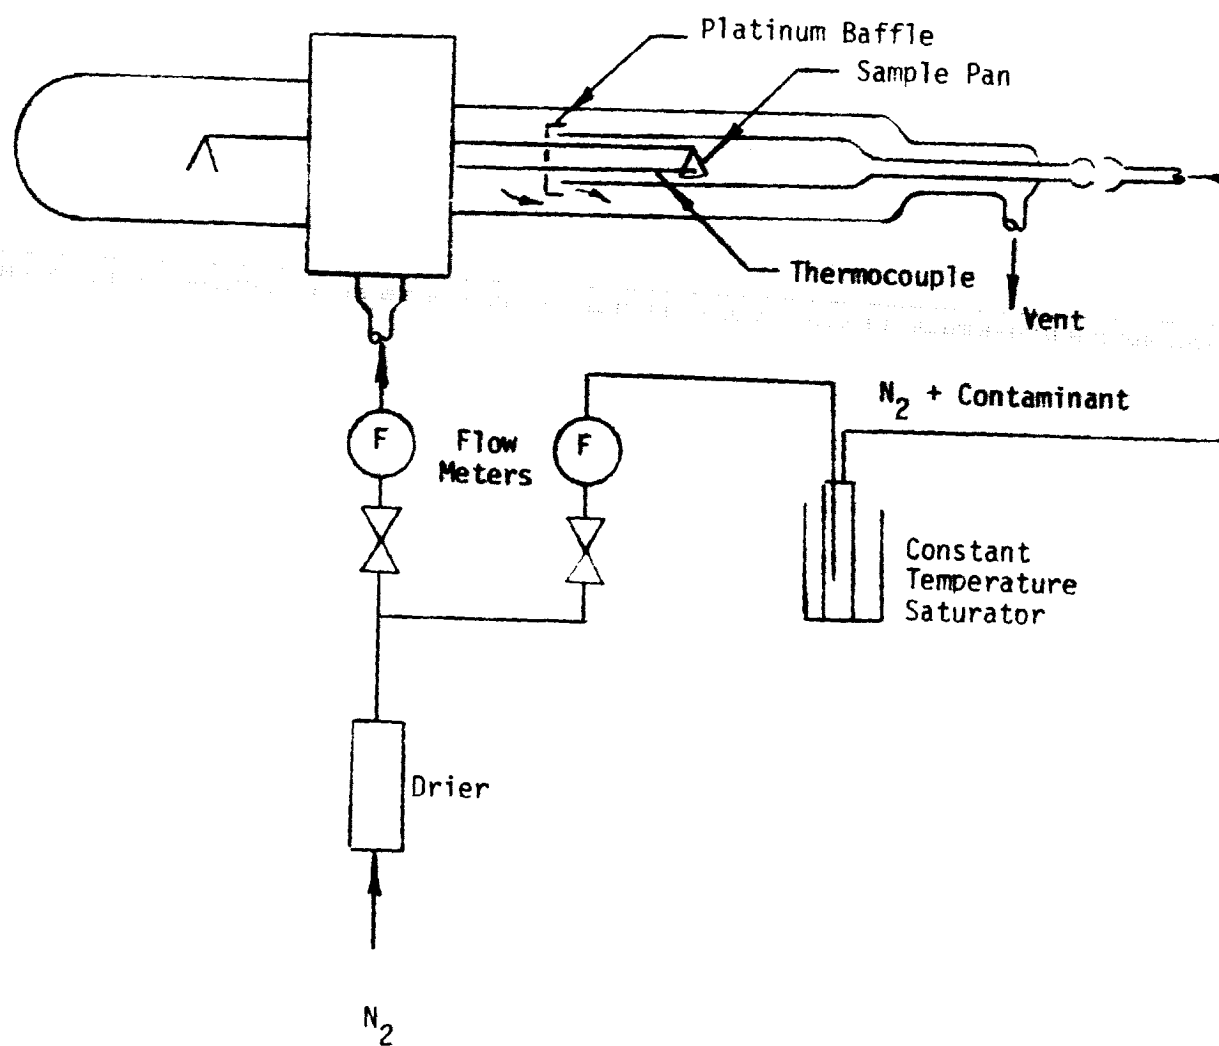 Platinum Baffle
Sample Pan
Thermocouple
Vent
N2 + Contaminant
F
Flow
Meters
F
Constant
Temperature
Saturator
Drier
N2